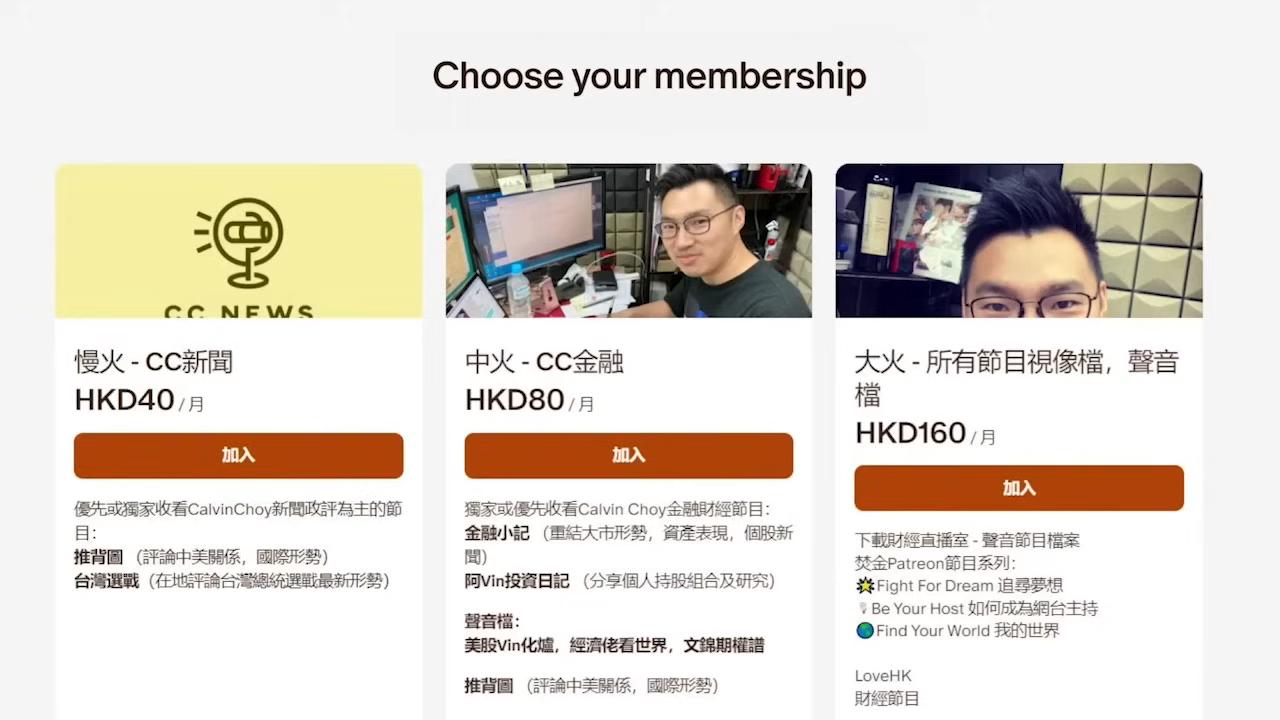 Choose your membership
CC NEWS
慢火 - CC新聞
HKD40 / 月
加入
優先或獨家收看CalvinChoy新聞政評為主的節
目：
推背圖 （評論中美關係，國際形勢）
台灣選戰（在地評論台灣總統選戰最新形勢）
中火 - CC金融
HKD80 / 月
加入
獨家或優先收看Calvin Choy金融財經節目：
金融小記 （重結大市形勢，資產表現，個股新
聞）
阿Vin投資日記 （分享個人持股組合及研究）
聲音檔：
美股Vin化爐，經濟佬看世界，文錦期權譜
推背圖 （評論中美關係，國際形勢）
大火 - 所有節目視像檔，聲音
檔
HKD160 / 月
加入
下載財經直播室 - 聲音節目檔案
焚金Patreon節目系列：
🌟Fight For Dream 追尋夢想
🎙Be Your Host 如何成為網台主持
🌏Find Your World 我的世界
LoveHK
財經節目